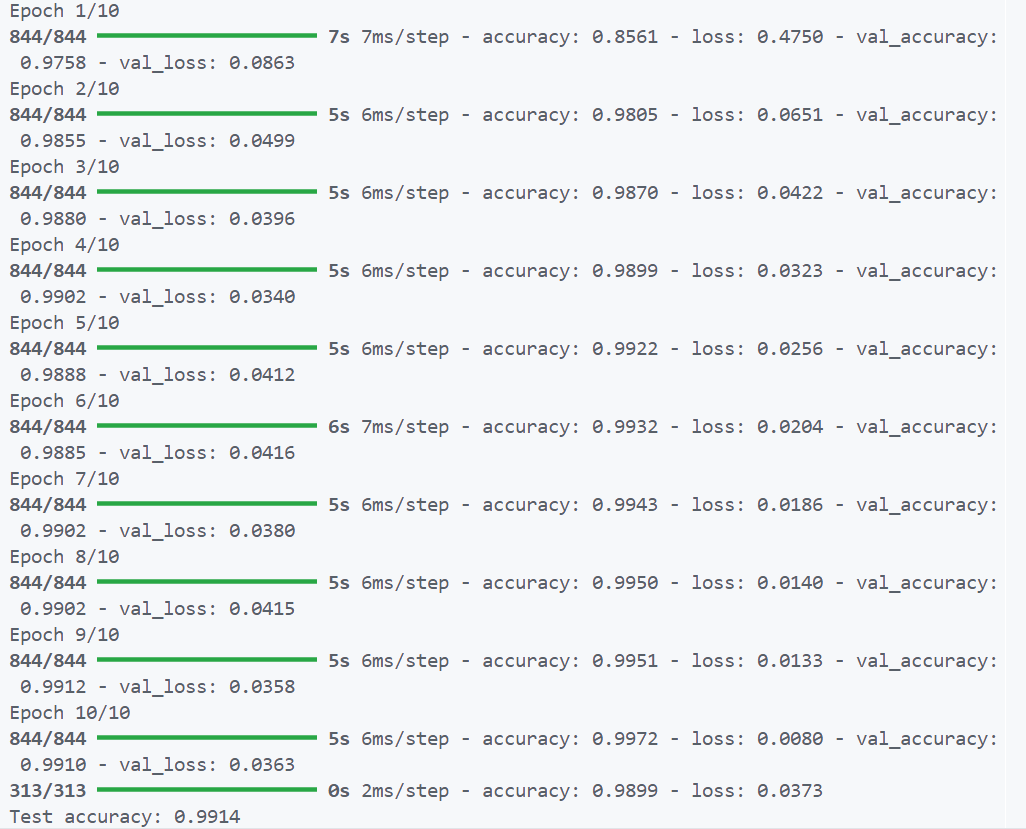 Epoch 1/10
844/844 7s 7ms/step - accuracy: 0.8561 - loss: 0.4750 - val_accuracy:
0.9758 - val_loss: 0.0863
Epoch 2/10
844/844 5s 6ms/step - accuracy: 0.9805 - loss: 0.0651 - val_accuracy:
0.9855 - val_loss: 0.0499
Epoch 3/10
844/844 5s 6ms/step - accuracy: 0.9870 - loss: 0.0422 - val_accuracy:
0.9880 - val_loss: 0.0396
Epoch 4/10
844/844 5s 6ms/step - accuracy: 0.9899 - loss: 0.0323 - val_accuracy:
0.9902 - val_loss: 0.0340
Epoch 5/10
844/844 5s 6ms/step - accuracy: 0.9922 - loss: 0.0256 - val_accuracy:
0.9888 - val_loss: 0.0412
Epoch 6/10
844/844 6s 7ms/step - accuracy: 0.9932 - loss: 0.0204 - val_accuracy:
0.9885 - val_loss: 0.0416
Epoch 7/10
844/844 5s 6ms/step - accuracy: 0.9943 - loss: 0.0186 - val_accuracy:
0.9902 - val_loss: 0.0380
Epoch 8/10
844/844 5s 6ms/step - accuracy: 0.9950 - loss: 0.0140 - val_accuracy:
0.9902 - val_loss: 0.0415
Epoch 9/10
844/844 5s 6ms/step - accuracy: 0.9951 - loss: 0.0133 - val_accuracy:
0.9912 - val_loss: 0.0358
Epoch 10/10
844/844 5s 6ms/step - accuracy: 0.9972 - loss: 0.0080 - val_accuracy:
0.9910 - val_loss: 0.0363
313/313 0s 2ms/step - accuracy: 0.9899 - loss: 0.0373
Test accuracy: 0.9914